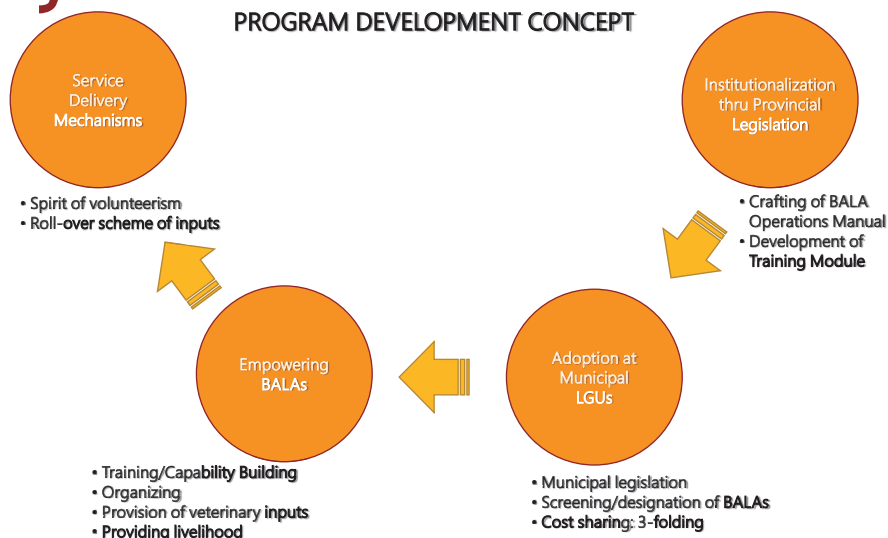 PROGRAM DEVELOPMENT CONCEPT
Service
Delivery
Mechanisms
• Spirit of volunteerism
• Roll-over scheme of inputs
Institutionalization
thru Provincial
Legislation
• Crafting of BALA
Operations Manual
• Development of
Training Module
Empowering
BALAs
• Training/Capability Building
• Organizing
• Provision of veterinary inputs
• Providing livelihood
Adoption at
Municipal
LGUs
• Municipal legislation
• Screening/designation of BALAs
• Cost sharing: 3-folding